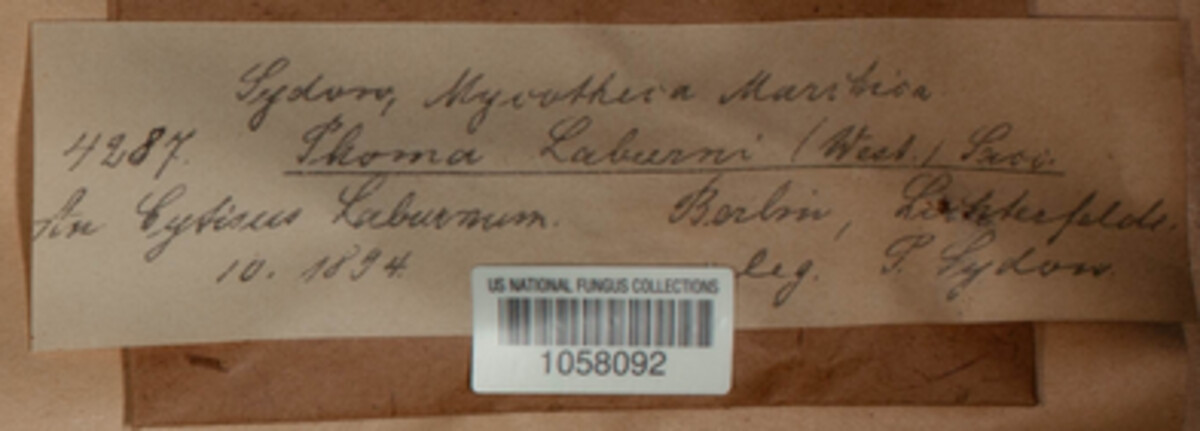 Sydow, Mycotheca Marchica
4287. Phoma Laburni (West.) Sacc.
An Cytisus Laburnum. Berlin, Lichterfelde.
10. 1894. leg. P. Sydow.
US NATIONAL FUNGUS COLLECTIONS
1058092